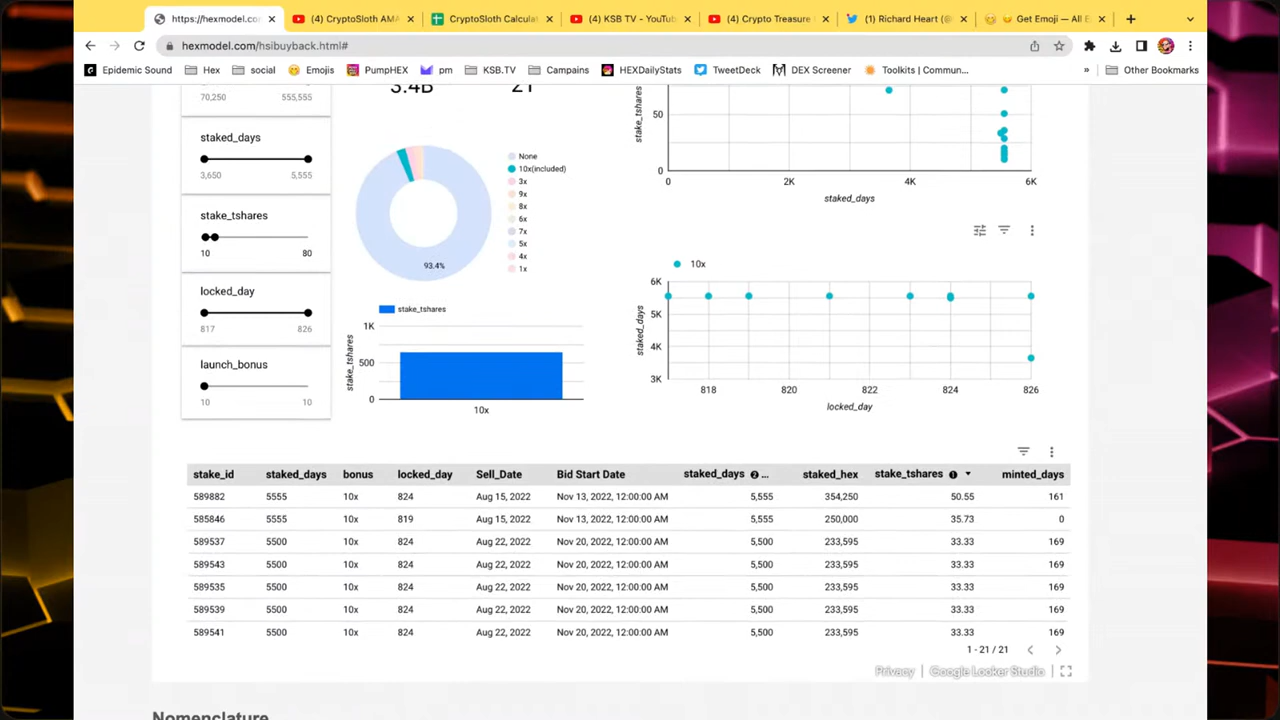 https://hexmodel.com/hsi
(4) CryptoSloth AMA
CryptoSloth Calcula
(4) KSB TV - YouTub
(4) Crypto Treasure
(1) Richard Heart (@
Get Emoji — All E
hexmodel.com/hsibuyback.html#
Epidemic Sound
Hex
social
Emojis
PumpHEX
pm
KSB.TV
Campains
HEXDailyStats
TweetDeck
DEX Screener
Toolkits | Commun...
»
Other Bookmarks
70,250 555,555
3.4B 21
staked_days
3,650 5,555
stake_tshares
10 80
locked_day
817 826
launch_bonus
10 10
None
10x(included)
3x
9x
8x
6x
7x
5x
4x
1x
93.4%
stake_tshares
1K
500
0
stake_tshares
10x
50
0
stake_tshares
0 2K 4K 6K
staked_days
10x
6K
5K
4K
3K
staked_days
818 820 822 824 826
locked_day
stake_id staked_days bonus locked_day Sell_Date Bid Start Date staked_days 2 ... staked_hex stake_tshares 1 minted_days
589882 5555 10x 824 Aug 15, 2022 Nov 13, 2022, 12:00:00 AM 5,555 354,250 50.55 161
585846 5555 10x 819 Aug 15, 2022 Nov 13, 2022, 12:00:00 AM 5,555 250,000 35.73 0
589537 5500 10x 824 Aug 22, 2022 Nov 20, 2022, 12:00:00 AM 5,500 233,595 33.33 169
589543 5500 10x 824 Aug 22, 2022 Nov 20, 2022, 12:00:00 AM 5,500 233,595 33.33 169
589535 5500 10x 824 Aug 22, 2022 Nov 20, 2022, 12:00:00 AM 5,500 233,595 33.33 169
589539 5500 10x 824 Aug 22, 2022 Nov 20, 2022, 12:00:00 AM 5,500 233,595 33.33 169
589541 5500 10x 824 Aug 22, 2022 Nov 20, 2022, 12:00:00 AM 5,500 233,595 33.33 169
1 - 21 / 21
Privacy
Google Looker Studio
Nomenclature